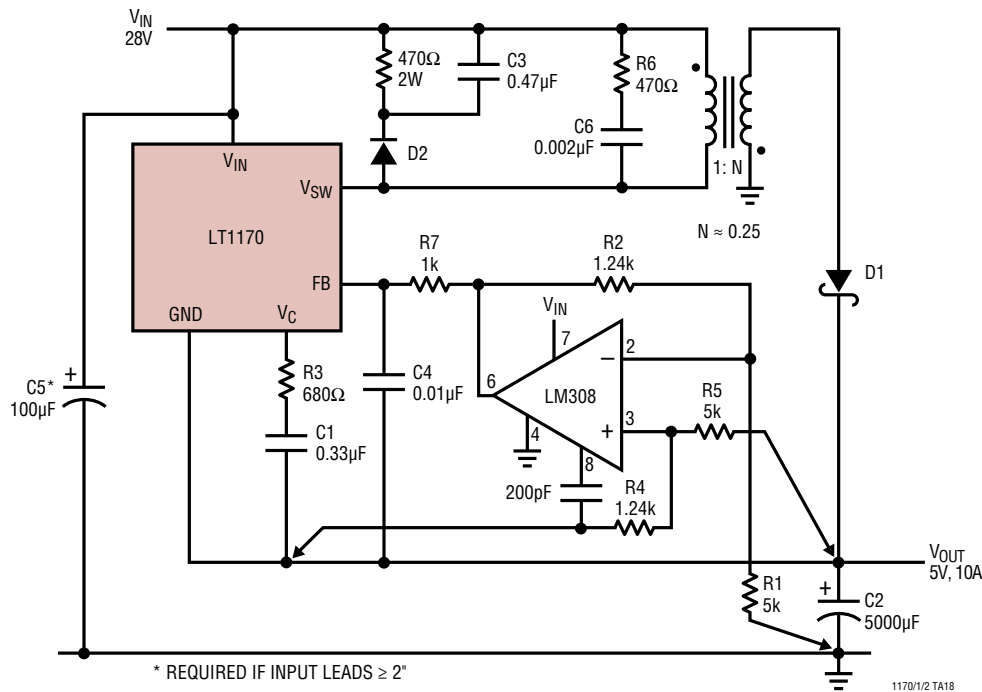 VIN
28V
470Ω
2W
C3
0.47µF
R6
470Ω
C6
0.002µF
D2
1: N
N ≈ 0.25
VIN
VSW
LT1170
FB
GND
VC
R7
1k
R2
1.24k
D1
VIN
7
2
–
6
LM308
3
+
4
8
R5
5k
C5*
100µF
+
R3
680Ω
C4
0.01µF
C1
0.33µF
200pF
R4
1.24k
VOUT
5V, 10A
R1
5k
+
C2
5000µF
* REQUIRED IF INPUT LEADS ≥ 2"
1170/1/2 TA18